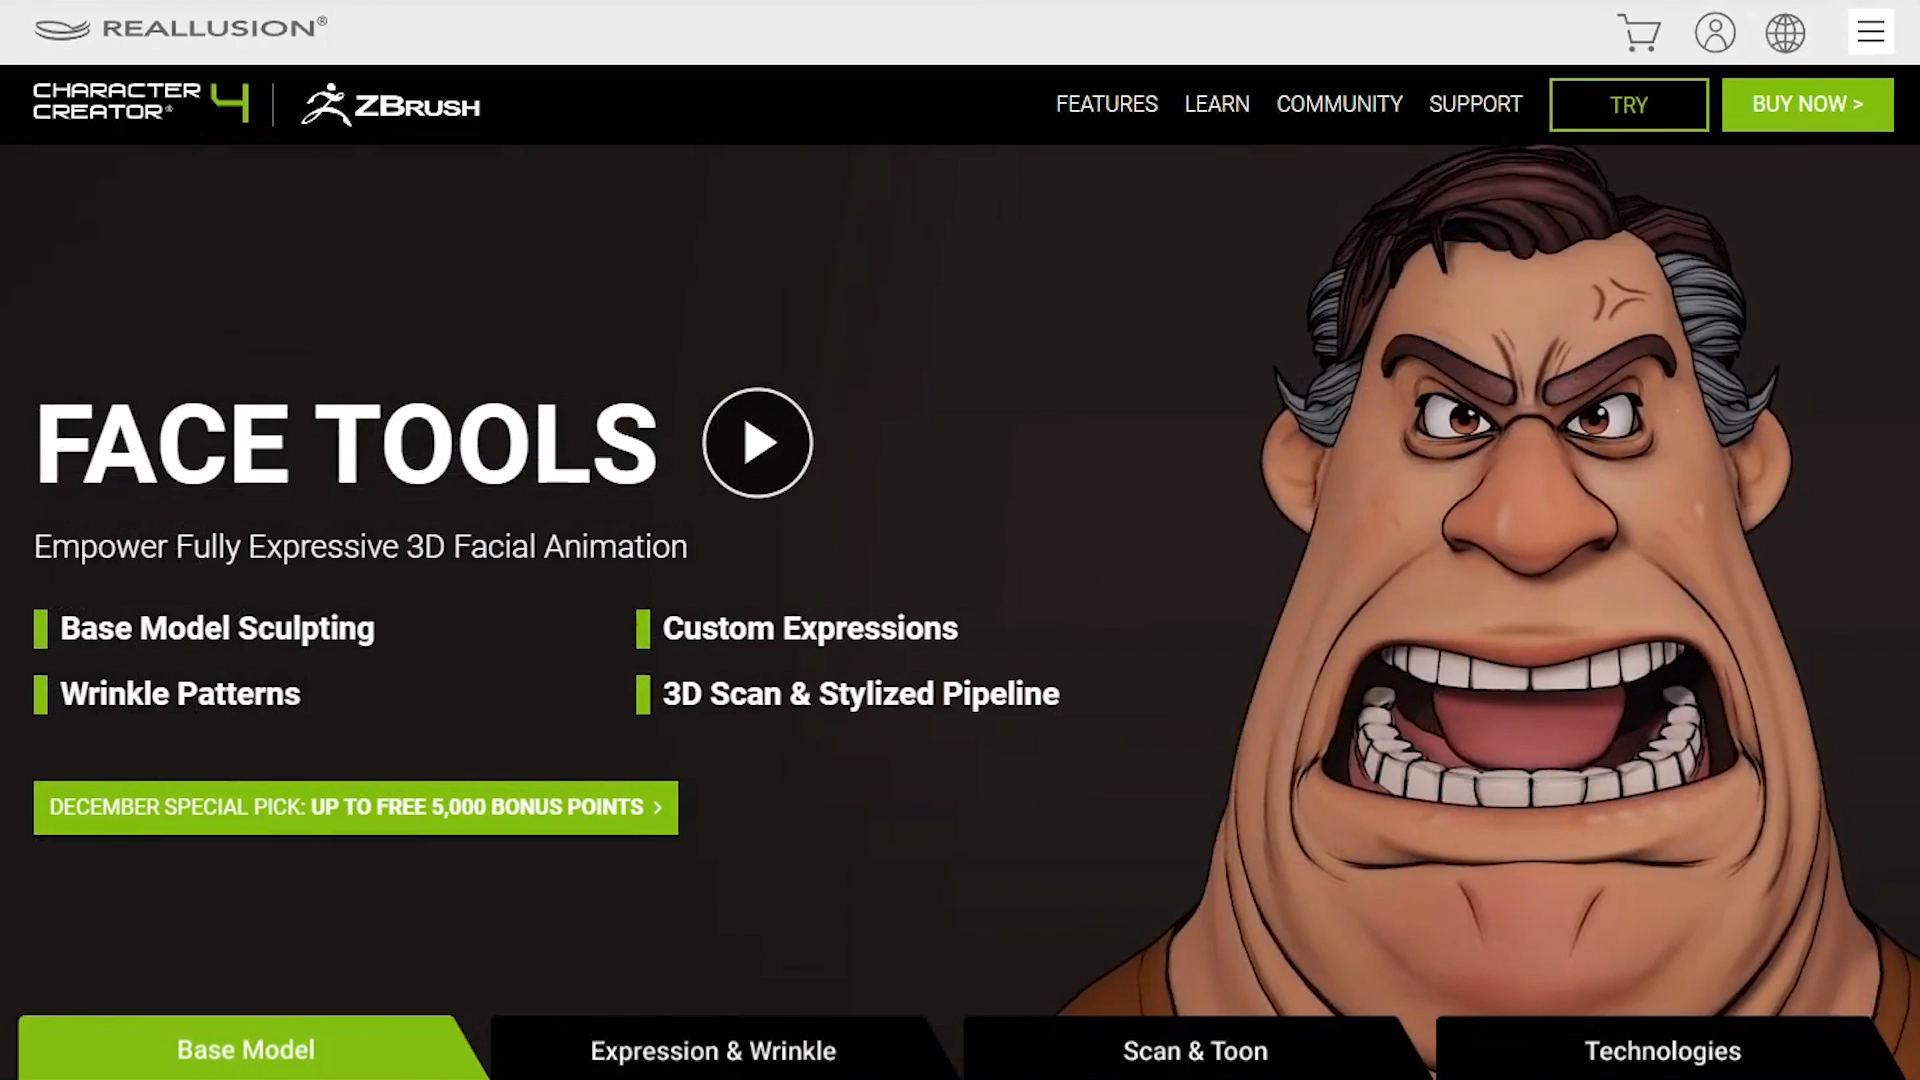 REALLUSION®
CHARACTER CREATOR® 4
ZBRUSH
FEATURES LEARN COMMUNITY SUPPORT TRY BUY NOW >
FACE TOOLS
Empower Fully Expressive 3D Facial Animation
Base Model Sculpting
Custom Expressions
Wrinkle Patterns
3D Scan & Stylized Pipeline
DECEMBER SPECIAL PICK: UP TO FREE 5,000 BONUS POINTS >
Base Model
Expression & Wrinkle
Scan & Toon
Technologies